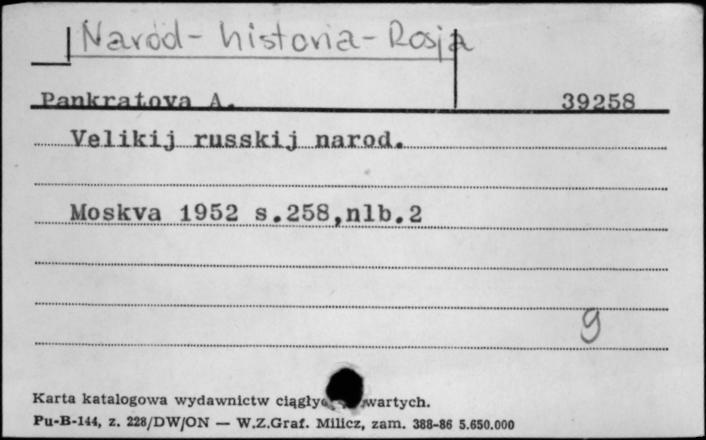 Naród - historia - Rosja
Pankratova A. 39258
Velikij russkij narod.
Moskva 1952 s.258,nlb.2
9
Karta katalogowa wydawnictw wartych.
Pu-B-144, z. 228/DW/ON — W.Z.Graf. Milicz, zam. 388-86 5.650.000